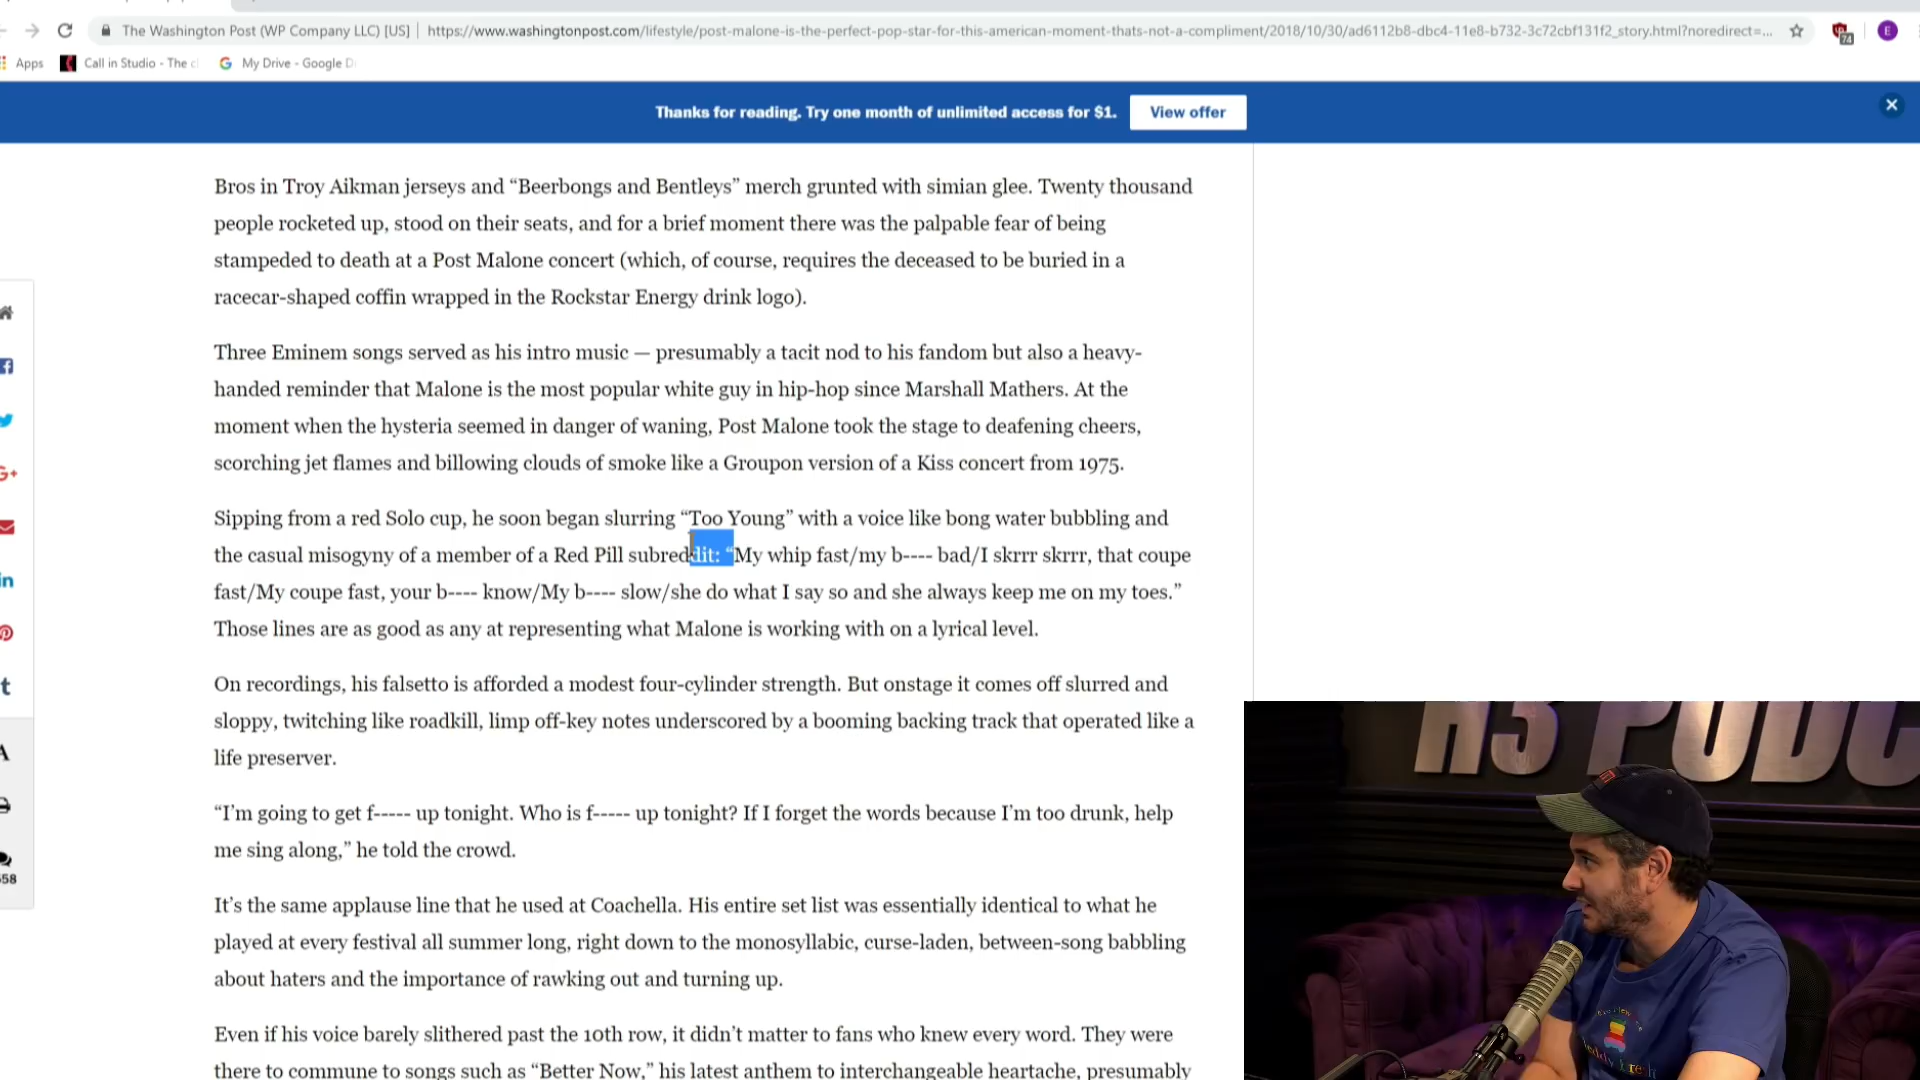 The Washington Post (WP Company LLC) [US] | https://www.washingtonpost.com/lifestyle/post-malone-is-the-perfect-pop-star-for-this-american-moment-thats-not-a-compliment/2018/10/30/ad6112b8-dbc4-11e8-b732-3c72cbf131f2_story.html?noredirect=...
74
E
Apps
Call in Studio - The c
My Drive - Google D
Thanks for reading. Try one month of unlimited access for $1.
View offer
Bros in Troy Aikman jerseys and “Beerbongs and Bentleys” merch grunted with simian glee. Twenty thousand
people rocketed up, stood on their seats, and for a brief moment there was the palpable fear of being
stampeded to death at a Post Malone concert (which, of course, requires the deceased to be buried in a
racecar-shaped coffin wrapped in the Rockstar Energy drink logo).
Three Eminem songs served as his intro music — presumably a tacit nod to his fandom but also a heavy-
handed reminder that Malone is the most popular white guy in hip-hop since Marshall Mathers. At the
moment when the hysteria seemed in danger of waning, Post Malone took the stage to deafening cheers,
scorching jet flames and billowing clouds of smoke like a Groupon version of a Kiss concert from 1975.
Sipping from a red Solo cup, he soon began slurring “Too Young” with a voice like bong water bubbling and
the casual misogyny of a member of a Red Pill subreddit: “My whip fast/my b---- bad/I skrrr skrrr, that coupe
fast/My coupe fast, your b---- know/My b---- slow/she do what I say so and she always keep me on my toes.”
Those lines are as good as any at representing what Malone is working with on a lyrical level.
On recordings, his falsetto is afforded a modest four-cylinder strength. But onstage it comes off slurred and
sloppy, twitching like roadkill, limp off-key notes underscored by a booming backing track that operated like a
life preserver.
“I’m going to get f----- up tonight. Who is f----- up tonight? If I forget the words because I’m too drunk, help
me sing along,” he told the crowd.
It’s the same applause line that he used at Coachella. His entire set list was essentially identical to what he
played at every festival all summer long, right down to the monosyllabic, curse-laden, between-song babbling
about haters and the importance of rawking out and turning up.
Even if his voice barely slithered past the 10th row, it didn’t matter to fans who knew every word. They were
there to commune to songs such as “Better Now,” his latest anthem to interchangeable heartache, presumably
G+
in
t
A
58
H3 PODC